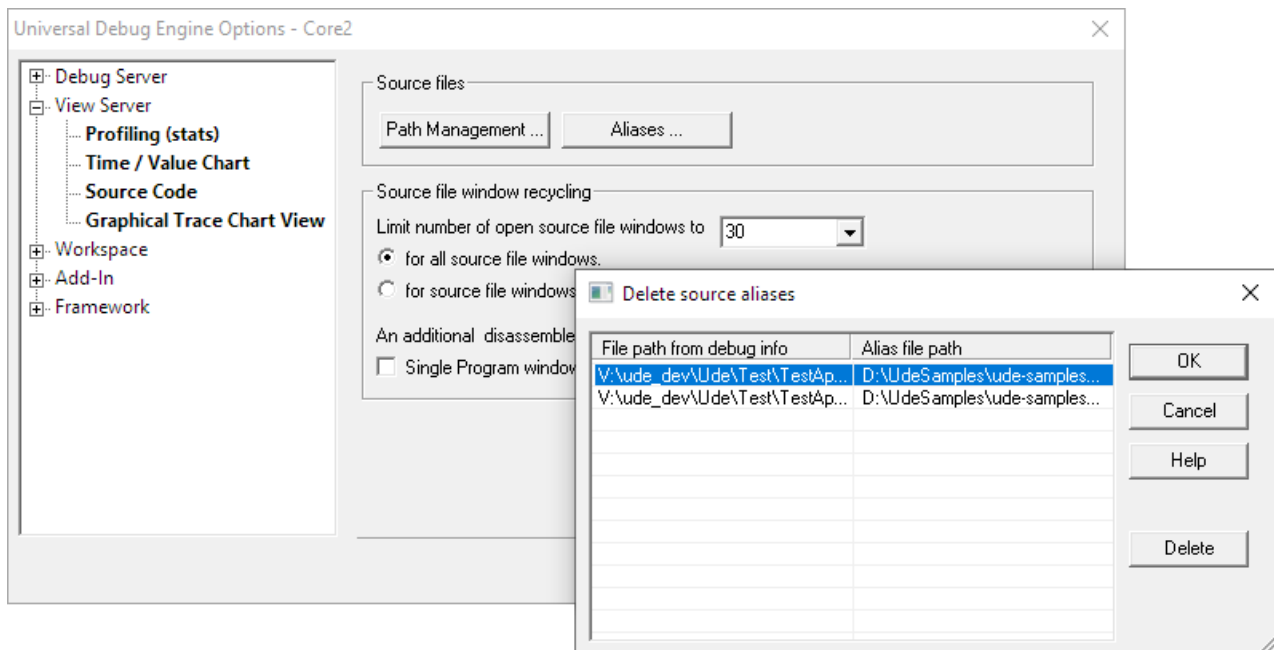 Universal Debug Engine Options - Core2
Debug Server
View Server
Profiling (stats)
Time / Value Chart
Source Code
Graphical Trace Chart View
Workspace
Add-In
Framework
Source files
Path Management ...
Aliases ...
Source file window recycling
Limit number of open source file windows to 30
for all source file windows.
for source file windows
An additional disassemble
Single Program window
Delete source aliases
File path from debug info Alias file path
V:\ude_dev\Ude\Test\TestAp... D:\UdeSamples\ude-samples...
V:\ude_dev\Ude\Test\TestAp... D:\UdeSamples\ude-samples...
OK
Cancel
Help
Delete